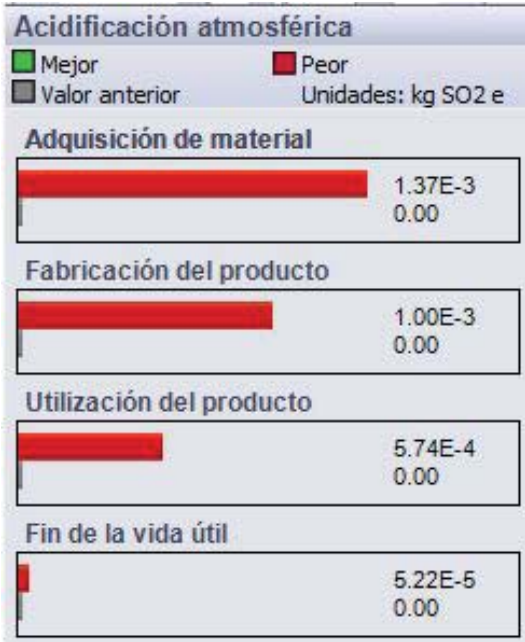 Acidificación atmosférica
Mejor Peor
Valor anterior Unidades: kg SO2 e
Adquisición de material
1.37E-3
0.00
Fabricación del producto
1.00E-3
0.00
Utilización del producto
5.74E-4
0.00
Fin de la vida útil
5.22E-5
0.00